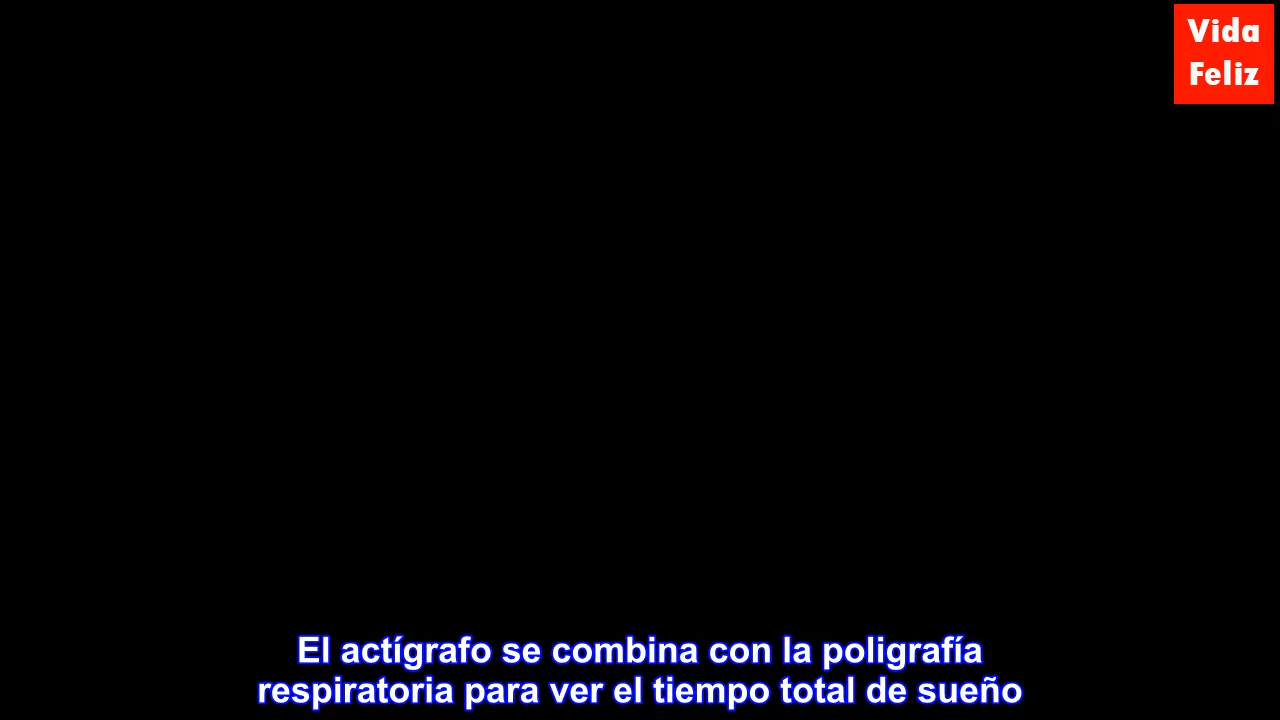 Vida
Feliz
El actígrafo se combina con la poligrafía
respiratoria para ver el tiempo total de sueño